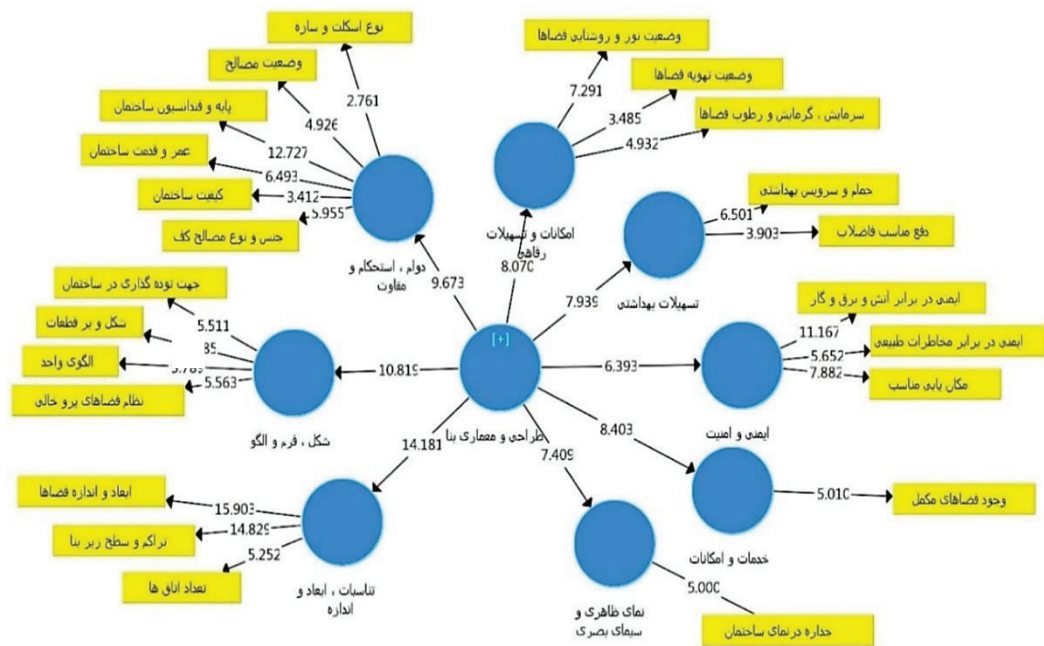 نوع اسکلت و سازه
وضعیت مصالح
پایه و فنداسیون ساختمان
عمر و قدمت ساختمان
کیفیت ساختمان
جنس و نوع مصالح کف
2.761
4.926
12.727
6.493
3.412
5.955
دوام ، استحکام و
مقاوت
9.673
وضعیت نور و روشنایی فضاها
وضعیت تهویه فضاها
سرمایش ، گرمایش و رطوب فضاها
7.291
3.485
4.932
امکانات و تسهیلات
رفاهی
8.070
حمام و سرویس بهداشتی
دفع مناسب فاضلاب
6.501
3.903
تسهیلات بهداشتی
7.939
ایمنی در برابر آتش و برق و گاز
ایمنی در برابر مخاطرات طبیعی
مکان یابی مناسب
11.167
5.652
7.882
ایمنی و امنیت
6.393
[+]
طراحی و معماری بنا
جهت توده گذاری در ساختمان
شکل و بر قطعات
الگوی واحد
نظام فضاهای پرو خالی
5.511
85
5.789
5.563
شکل ، فرم و الگو
10.819
وجود فضاهای مکمل
5.010
خدمات و امکانات
8.403
ابعاد و اندازه فضاها
تراکم و سطح زیر بنا
تعداد اتاق ها
15.903
14.829
5.252
تناسبات ، ابعاد و
اندازه
14.181
جداره درنمای ساختمان
5.000
نمای ظاهری و
سیمای بصری
7.409